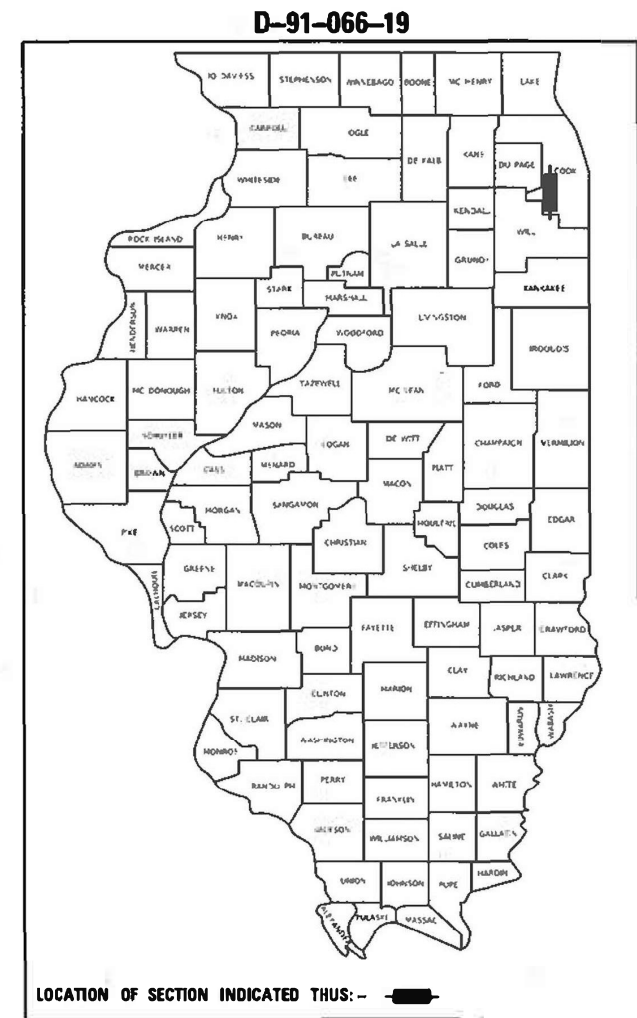 D-91-066-19
JO DAVIESS STEPHENSON WINNEBAGO BOONE MC HENRY LAKE
CARROLL OGLE
DE KALB KANE DU PAGE COOK
WHITESIDE LEE
KENDALL WILL
ROCK ISLAND HENRY BUREAU LA SALLE
GRUNDY
MERCER PUTNAM
STARK MARSHALL KANKAKEE
HENDERSON WARREN KNOX PEORIA WOODFORD LIVINGSTON
IROQUOIS
HANCOCK MC DONOUGH FULTON TAZEWELL MC LEAN FORD
MASON
SCHUYLER LOGAN DE WITT CHAMPAIGN VERMILION
ADAMS BROWN CASS MENARD PIATT
MACON
MORGAN SANGAMON DOUGLAS
PIKE SCOTT MOULTRIE EDGAR
CHRISTIAN COLES
GREENE SHELBY
CALHOUN MACOUPIN MONTGOMERY CUMBERLAND CLARK
JERSEY
FAYETTE EFFINGHAM JASPER CRAWFORD
BOND
MADISON CLAY RICHLAND LAWRENCE
CLINTON MARION
ST. CLAIR WAYNE EDWARDS WABASH
MONROE WASHINGTON JEFFERSON
RANDOLPH PERRY HAMILTON WHITE
FRANKLIN
JACKSON WILLIAMSON SALINE GALLATIN
UNION JOHNSON POPE HARDIN
ALEXANDER PULASKI MASSAC
LOCATION OF SECTION INDICATED THUS: -